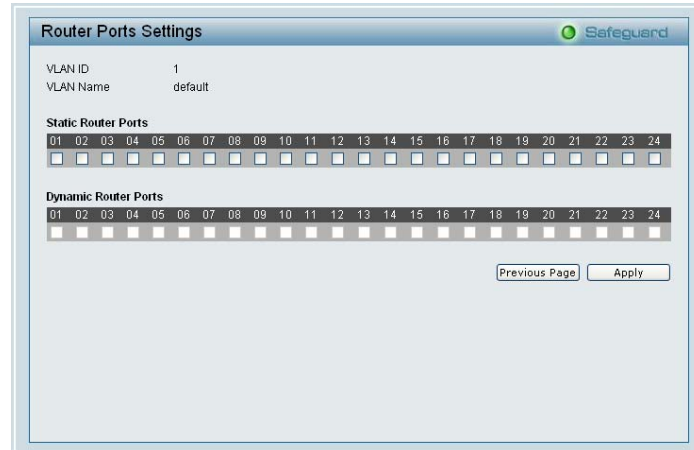 Router Ports Settings Safeguard
VLAN ID 1
VLAN Name default
Static Router Ports
01 02 03 04 05 06 07 08 09 10 11 12 13 14 15 16 17 18 19 20 21 22 23 24
Dynamic Router Ports
01 02 03 04 05 06 07 08 09 10 11 12 13 14 15 16 17 18 19 20 21 22 23 24
Previous Page Apply